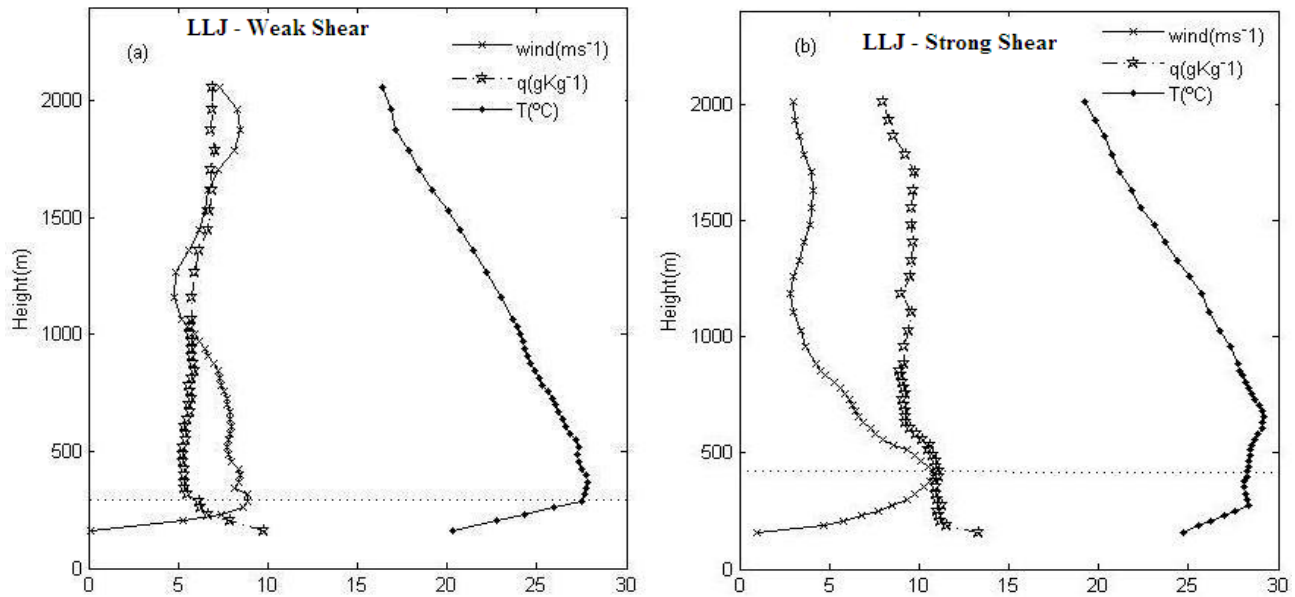 LLJ - Weak Shear
(a)
wind(ms⁻¹)
q(gKg⁻¹)
T(ºC)
2000
1500
1000
500
0
Height(m)
0 5 10 15 20 25 30
LLJ - Strong Shear
(b)
wind(ms⁻¹)
q(gKg⁻¹)
T(ºC)
2000
1500
1000
500
0
Height(m)
0 5 10 15 20 25 30